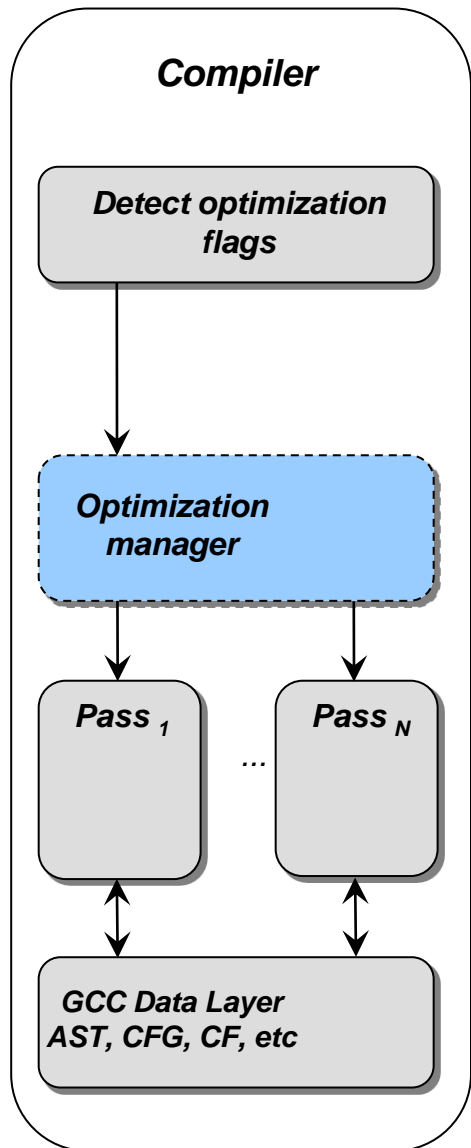 Compiler
Detect optimization
flags
Optimization
manager
Pass 1
... 
Pass N
GCC Data Layer
AST, CFG, CF, etc